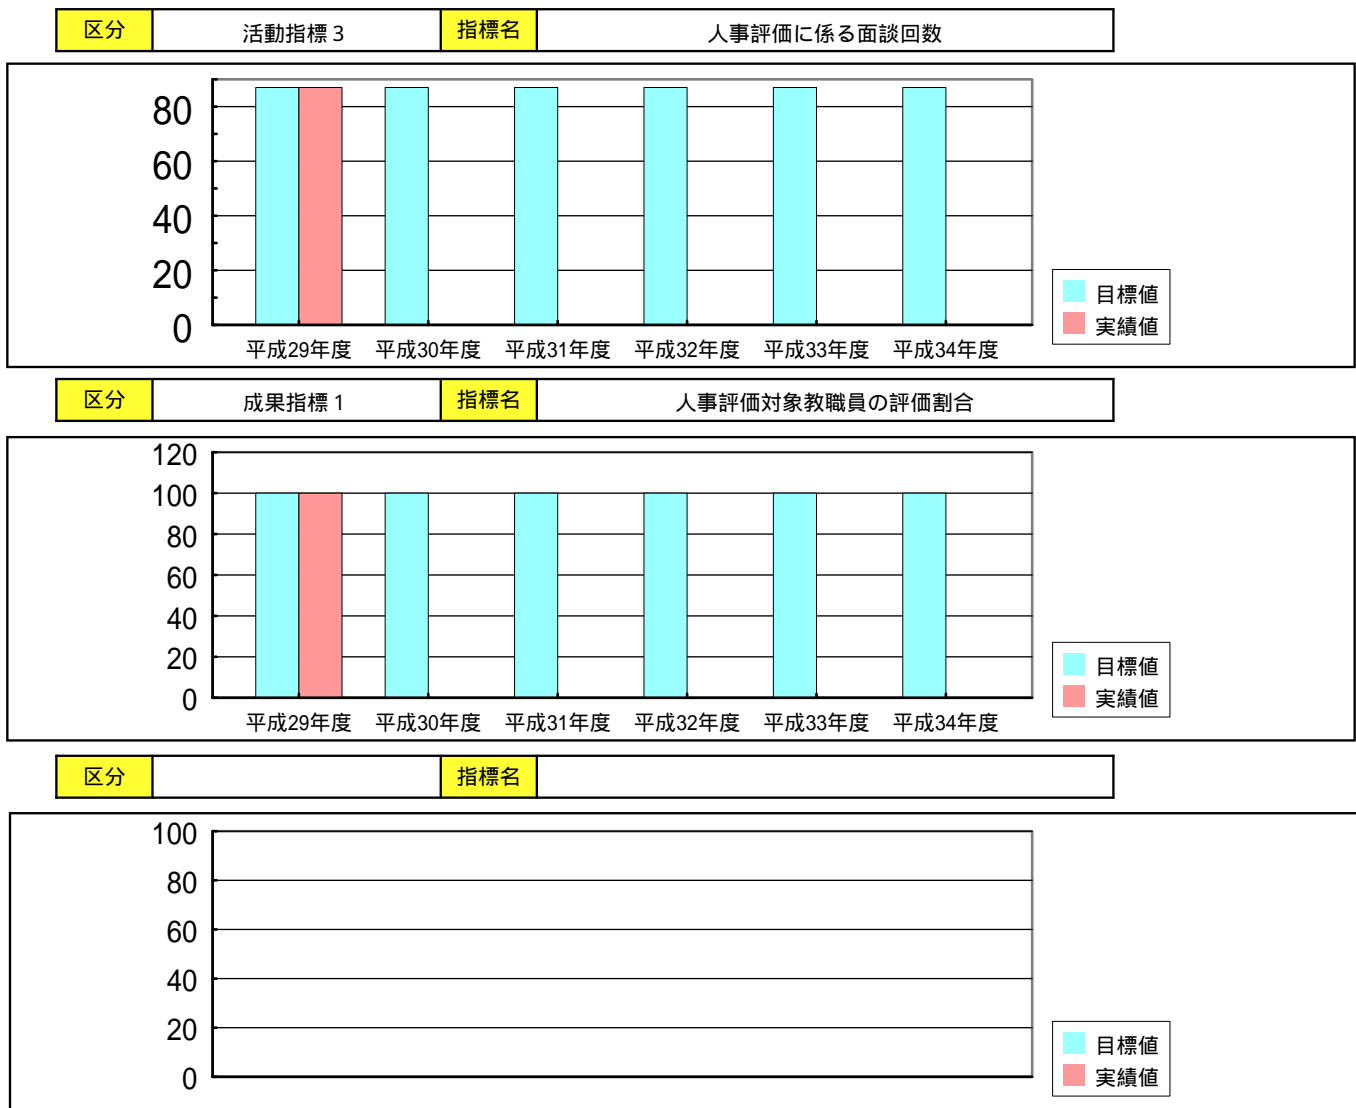 区分 活動指標３ 指標名 人事評価に係る面談回数
80
60
40
20
0
平成29年度 平成30年度 平成31年度 平成32年度 平成33年度 平成34年度
目標値
実績値
区分 成果指標１ 指標名 人事評価対象教職員の評価割合
120
100
80
60
40
20
0
平成29年度 平成30年度 平成31年度 平成32年度 平成33年度 平成34年度
目標値
実績値
区分 指標名
100
80
60
40
20
0
目標値
実績値